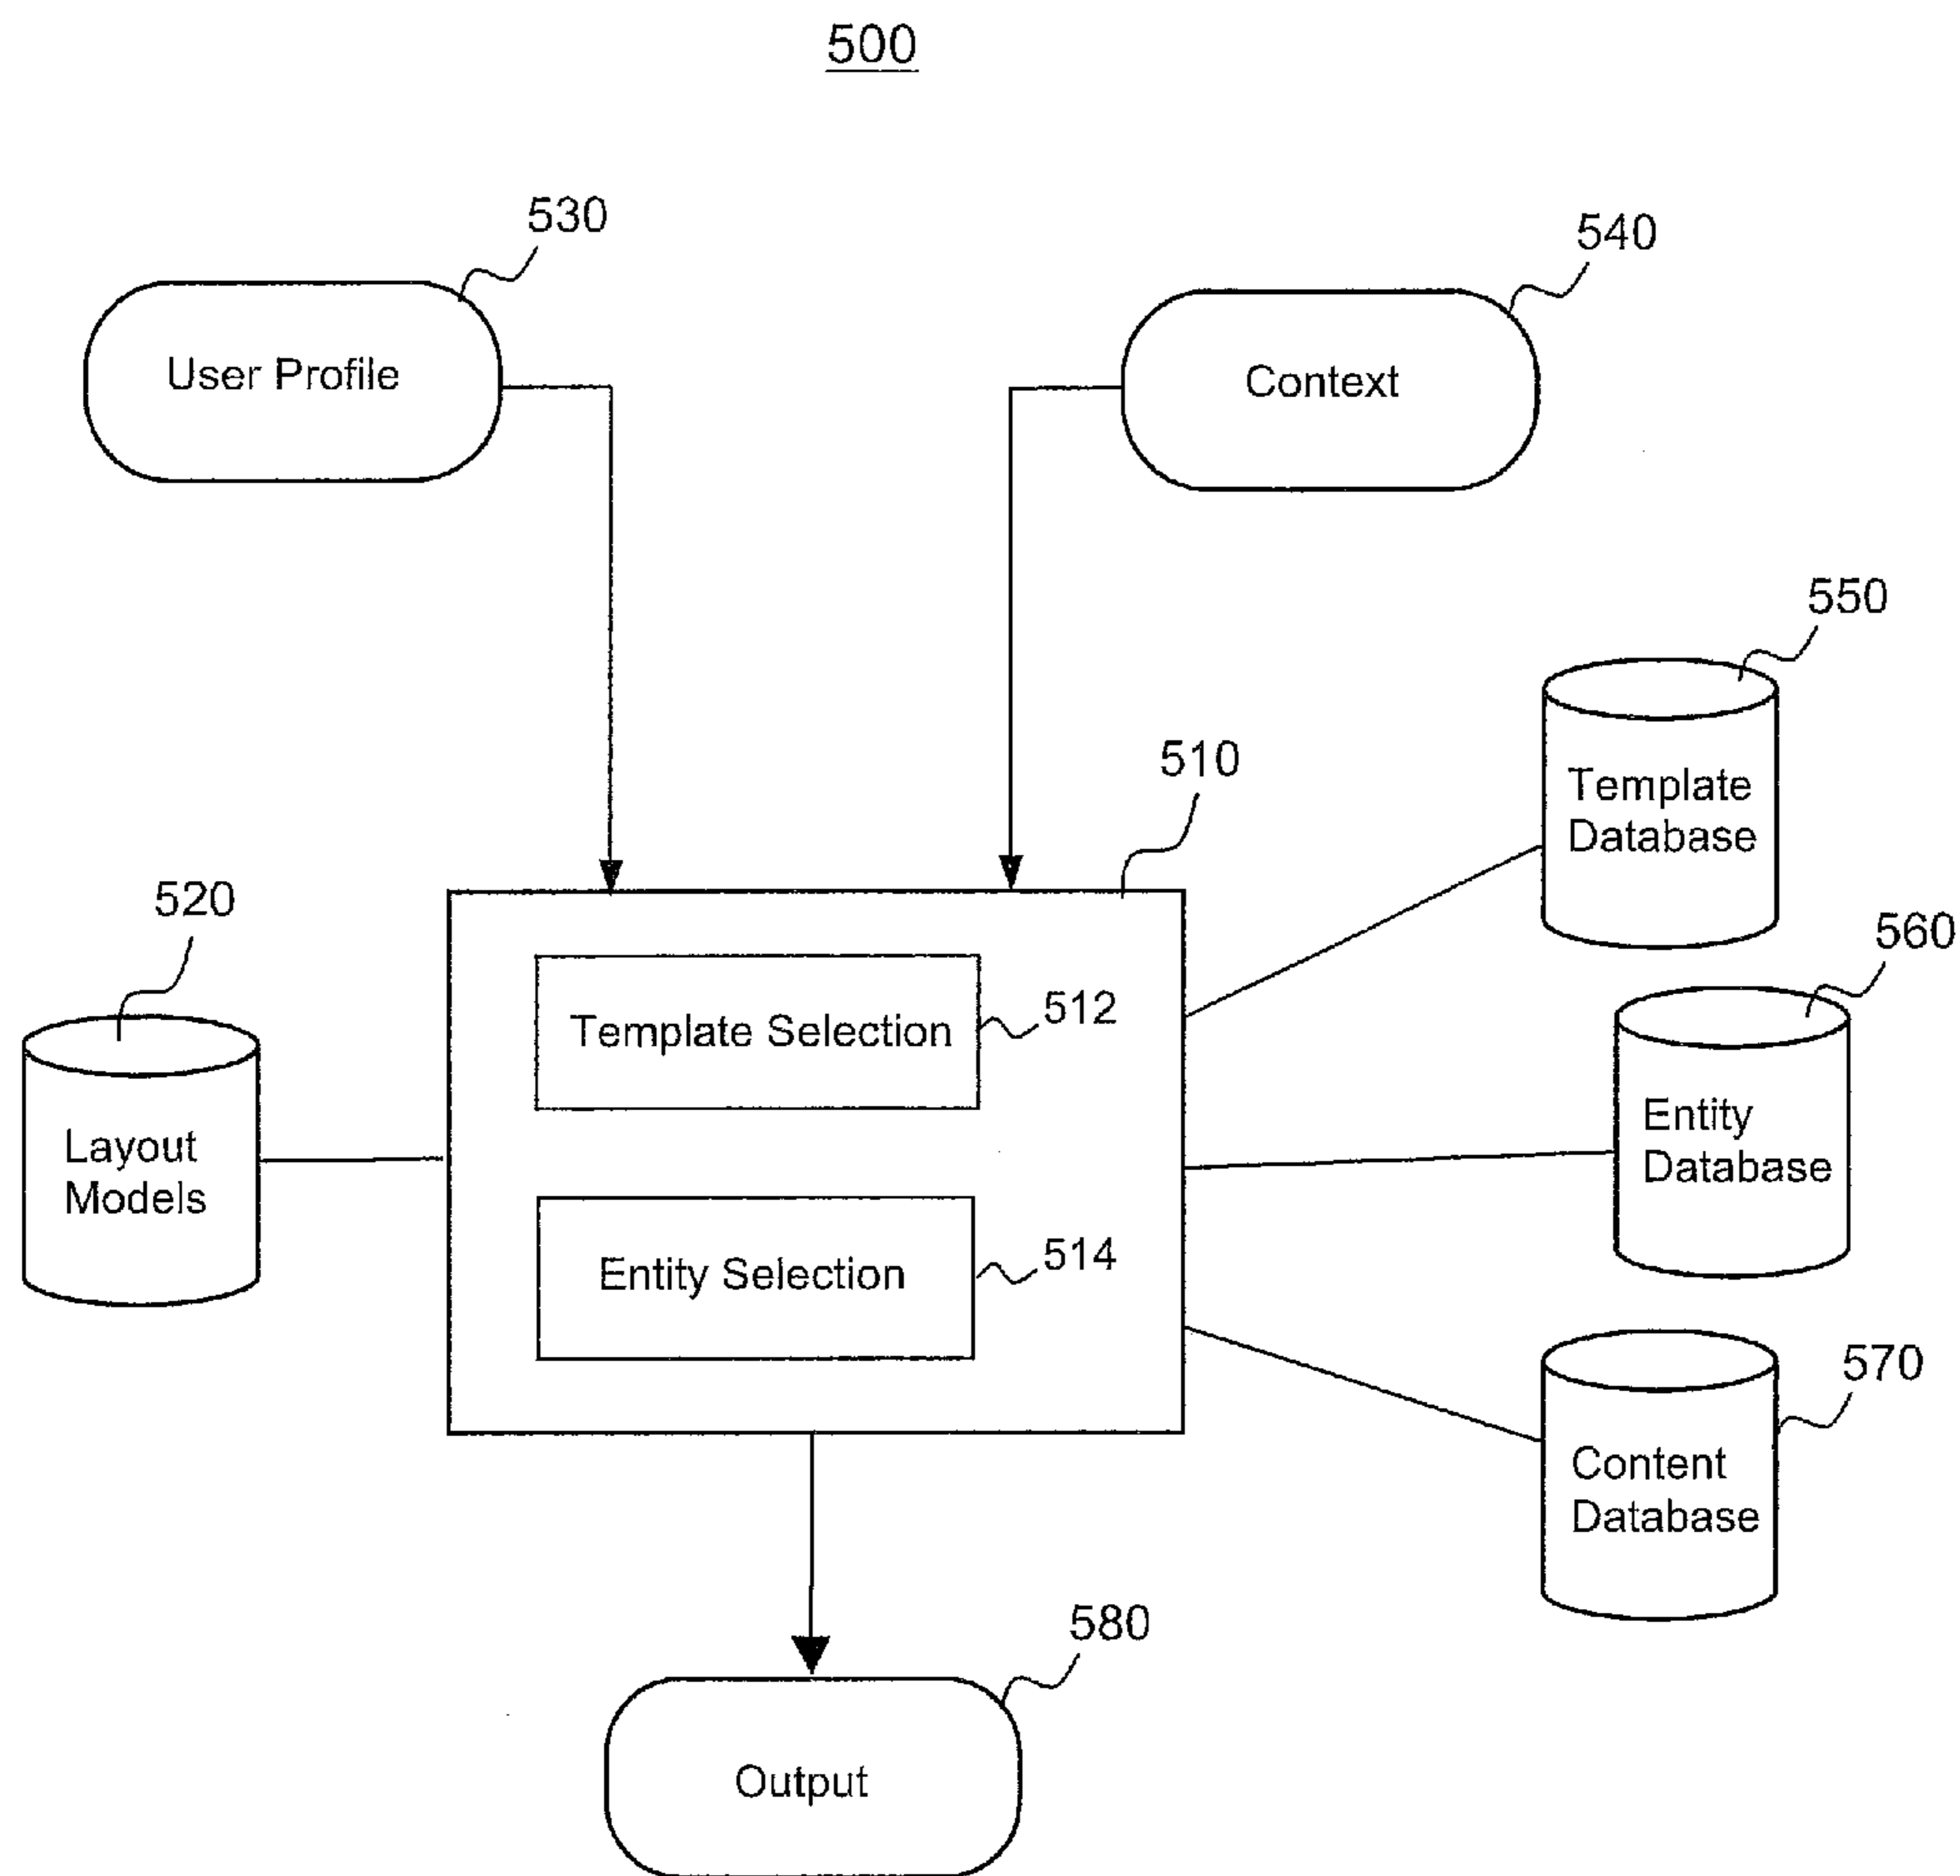 500
530
540
User Profile
Context
550
510
Template
Database
520
560
Template Selection
512
Layout
Models
Entity
Database
Entity Selection
514
570
Content
Database
580
Output